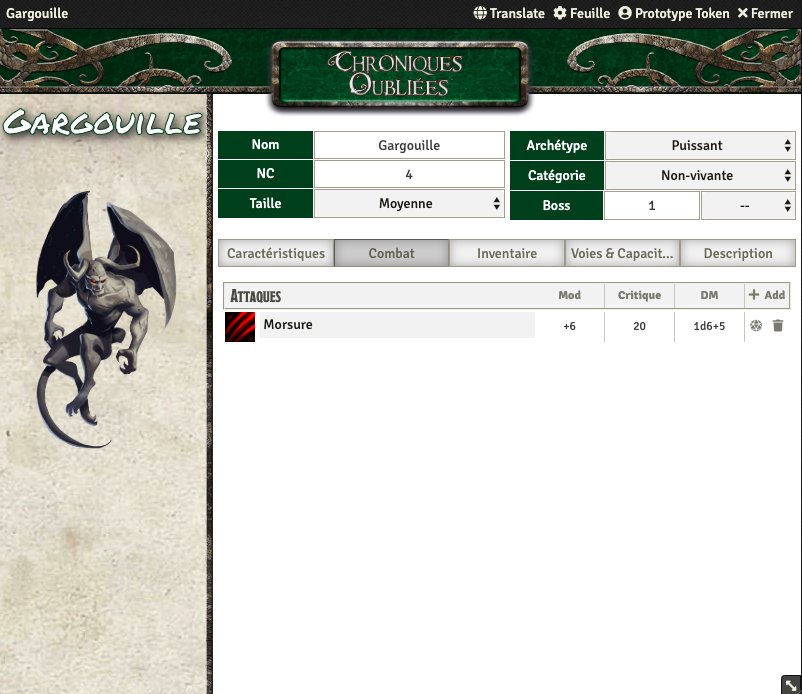 Gargouille
Translate Feuille Prototype Token Fermer
CHRONIQUES
OUBLIÉES
GARGOUILLE
Nom Gargouille Archétype Puissant
NC 4 Catégorie Non-vivante
Taille Moyenne Boss 1 --
Caractéristiques Combat Inventaire Voies & Capacit... Description
ATTAQUES Mod Critique DM Add
Morsure +6 20 1d6+5